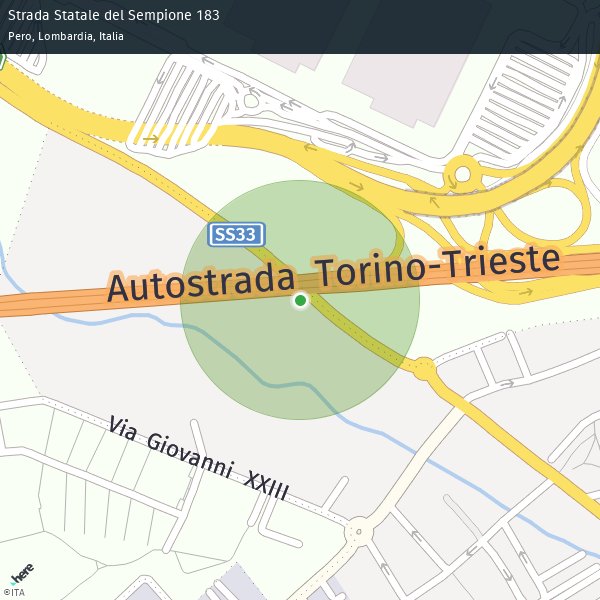 Strada Statale del Sempione 183
Pero, Lombardia, Italia
SS33
Autostrada Torino-Trieste
Via Giovanni XXIII
here
©ITA